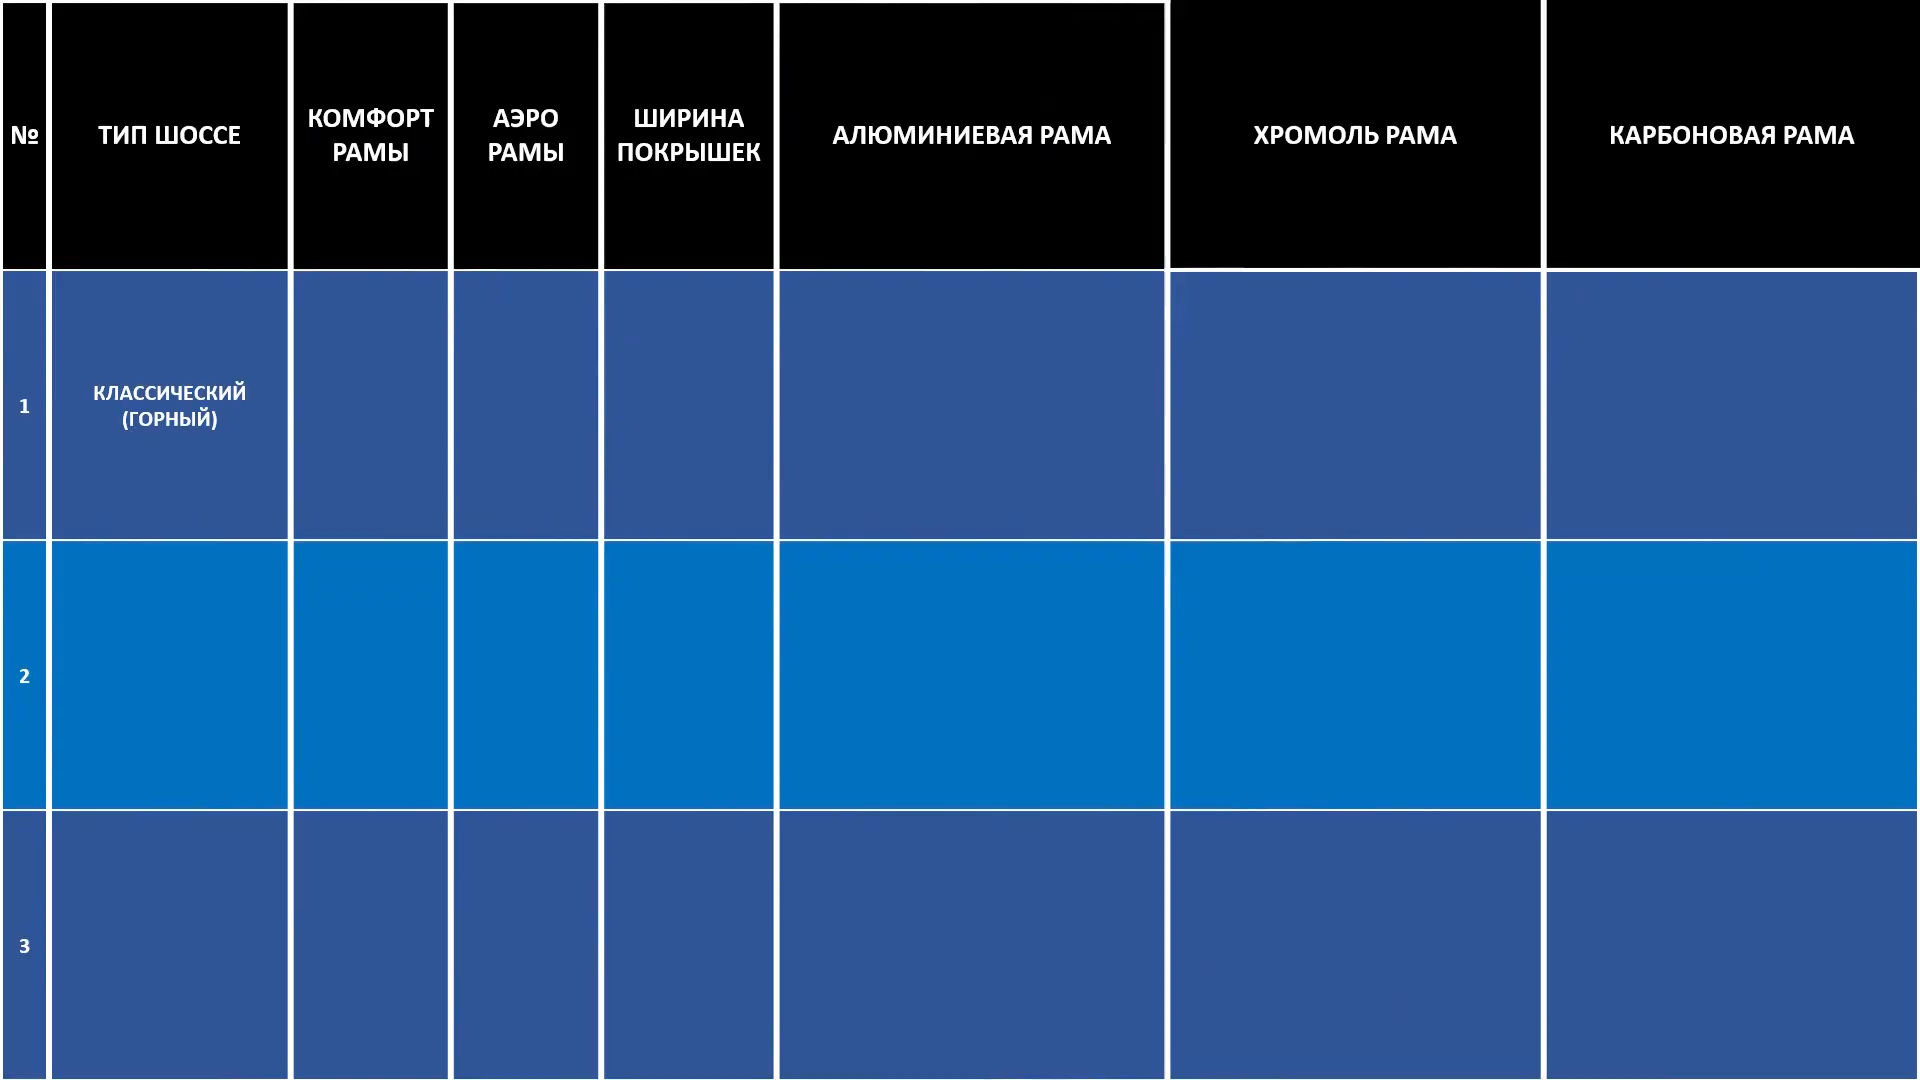 №
ТИП ШОССЕ
КОМФОРТ
РАМЫ
АЭРО
РАМЫ
ШИРИНА
ПОКРЫШЕК
АЛЮМИНИЕВАЯ РАМА
ХРОМОЛЬ РАМА
КАРБОНОВАЯ РАМА
1
КЛАССИЧЕСКИЙ
(ГОРНЫЙ)
2
3